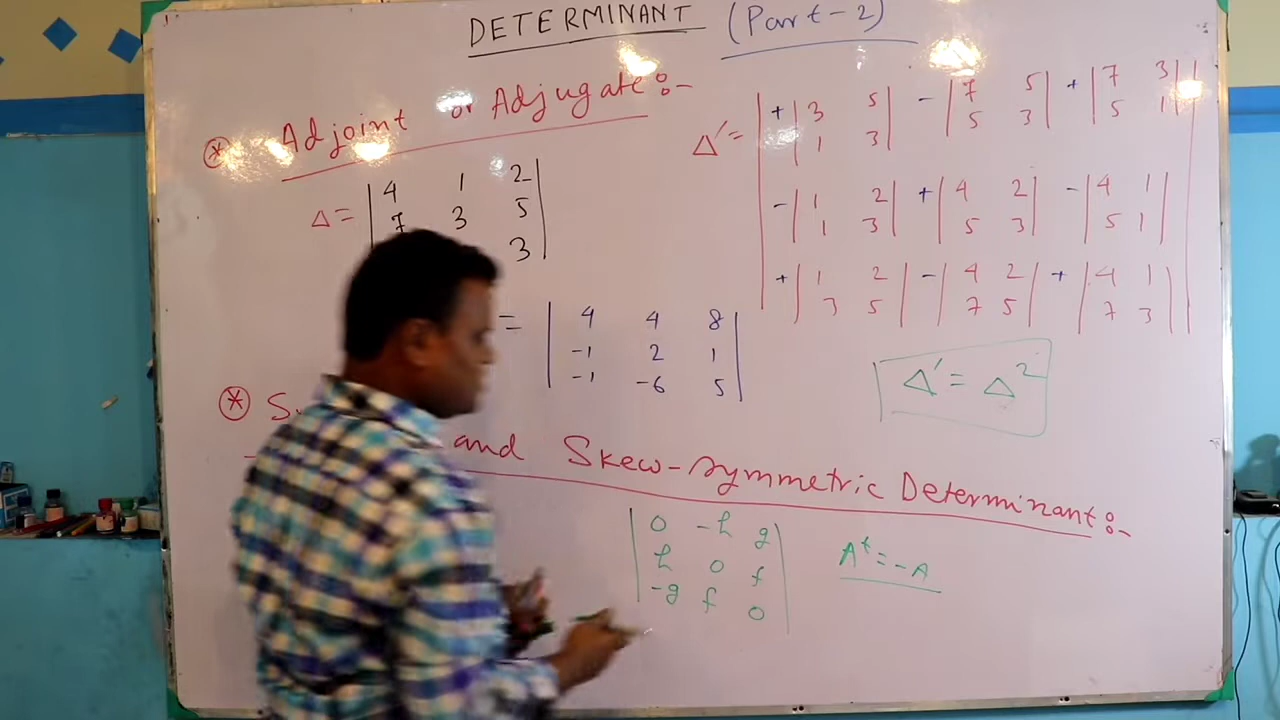 DETERMINANT (Part-2)
* Adjoint or Adjugate:-
Δ = | 4 1 2 |
7 3 5
3
= | 4 4 8 |
-1 2 1
-1 -6 5
Δ' = | +| 3 5 | -| 7 5 | +| 7 3 | |
1 3 5 3 5 1
-| 1 2 | +| 4 2 | -| 4 1 |
1 3 5 3 5 1
+| 1 2 | -| 4 2 | +| 4 1 |
3 5 7 5 7 3
Δ' = Δ²
* and Skew-symmetric Determinant:-
| 0 -h g |
h 0 f
-g f 0
Aᵗ = -A